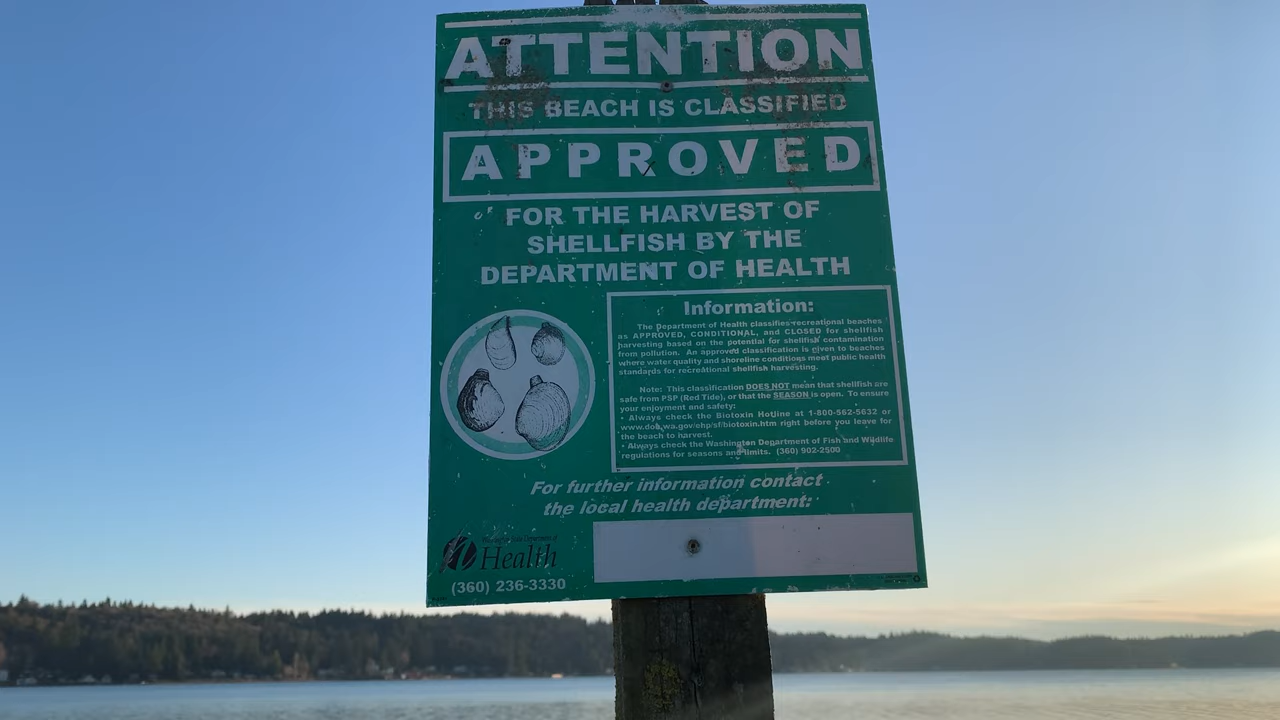 ATTENTION
THIS BEACH IS CLASSIFIED
APPROVED
FOR THE HARVEST OF
SHELLFISH BY THE
DEPARTMENT OF HEALTH
Information:
The Department of Health classifies recreational beaches
as APPROVED, CONDITIONAL, and CLOSED for shellfish
harvesting based on the potential for shellfish contamination
from pollution. An approved classification is given to beaches
where water quality and shoreline conditions meet public health
standards for recreational shellfish harvesting.
Note: This classification DOES NOT mean that shellfish are
safe from PSP (Red Tide), or that the SEASON is open. To ensure
your enjoyment and safety:
• Always check the Biotoxin Hotline at 1-800-562-5632 or
www.doh.wa.gov/ehp/sf/biotoxin.htm right before you leave for
the beach to harvest.
• Always check the Washington Department of Fish and Wildlife
regulations for seasons and limits. (360) 902-2500
For further information contact
the local health department:
Washington State Department of
Health
(360) 236-3330